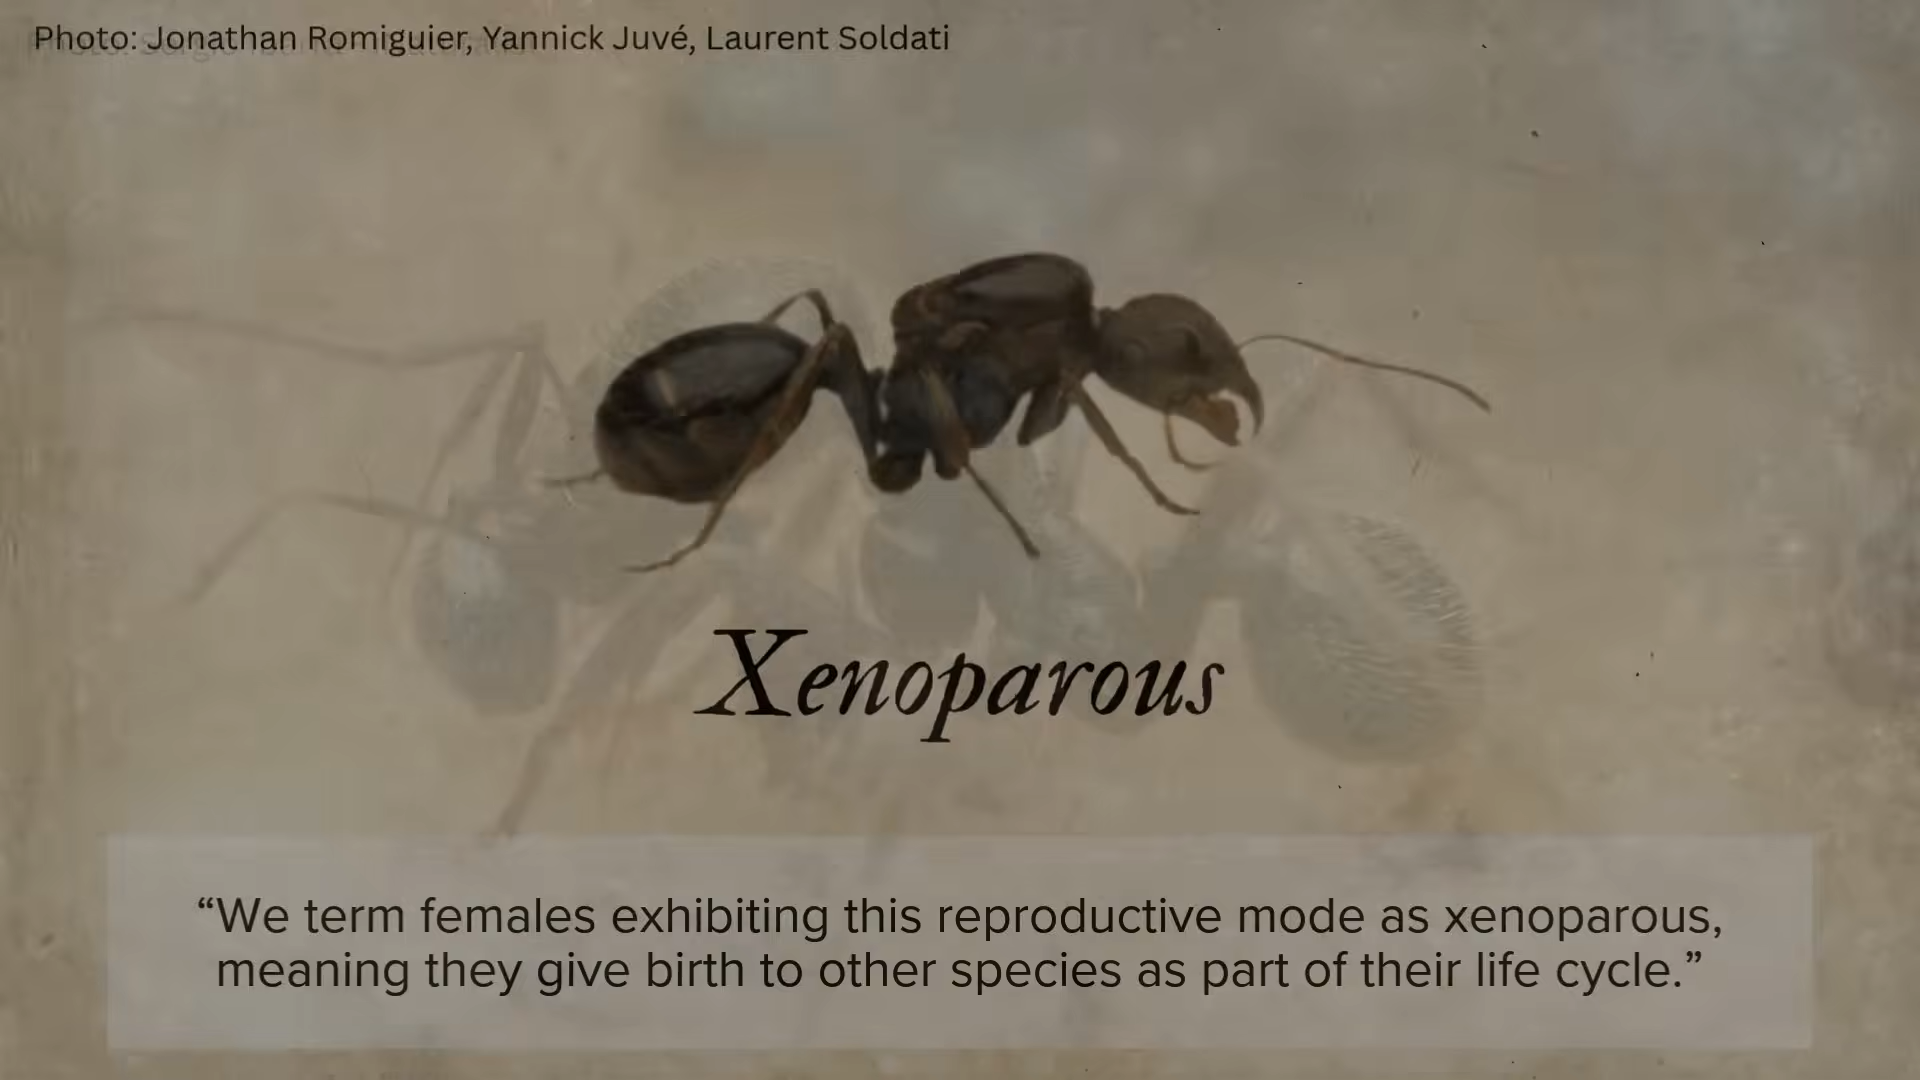 Photo: Jonathan Romiguier, Yannick Juvé, Laurent Soldati
Xenoparous
“We term females exhibiting this reproductive mode as xenoparous,
meaning they give birth to other species as part of their life cycle.”